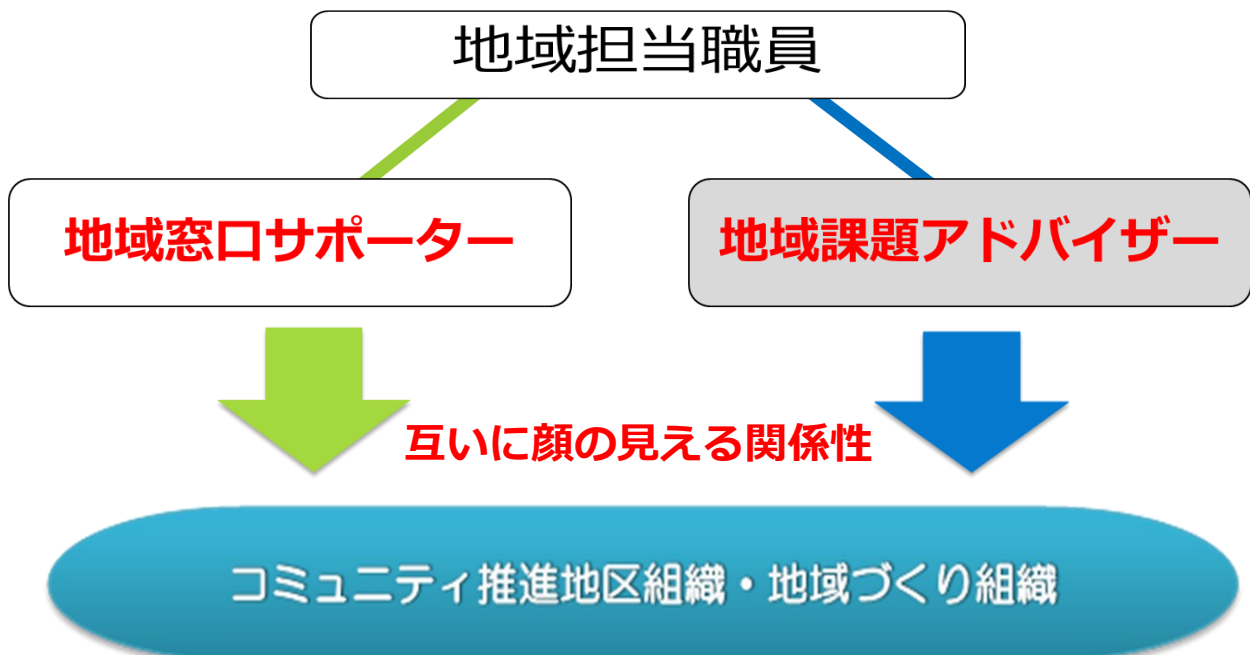 地域担当職員
地域窓口サポーター
地域課題アドバイザー
互いに顔の見える関係性
コミュニティ推進地区組織・地域づくり組織